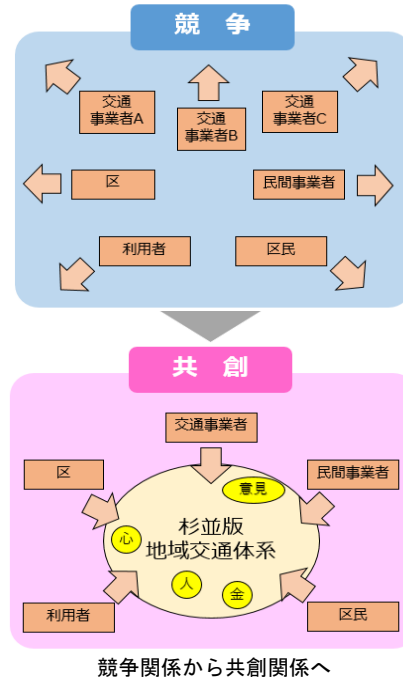 競 争
交通
事業者A
交通
事業者B
交通
事業者C
区
民間事業者
利用者
区民
共 創
交通事業者
区
民間事業者
意見
杉並版
地域交通体系
心
人
金
利用者
区民
競争関係から共創関係へ